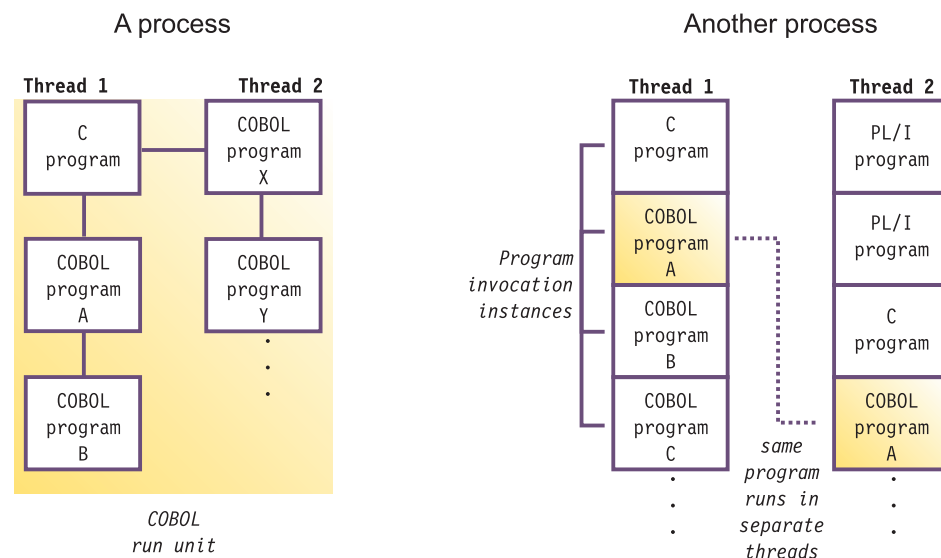 A process
Thread 1
Thread 2
C
program
COBOL
program
X
COBOL
program
A
COBOL
program
Y
COBOL
program
B
COBOL
run unit
Another process
Thread 1
Thread 2
C
program
COBOL
program
A
COBOL
program
B
COBOL
program
C
Program
invocation
instances
PL/I
program
PL/I
program
C
program
COBOL
program
A
same
program
runs in
separate
threads